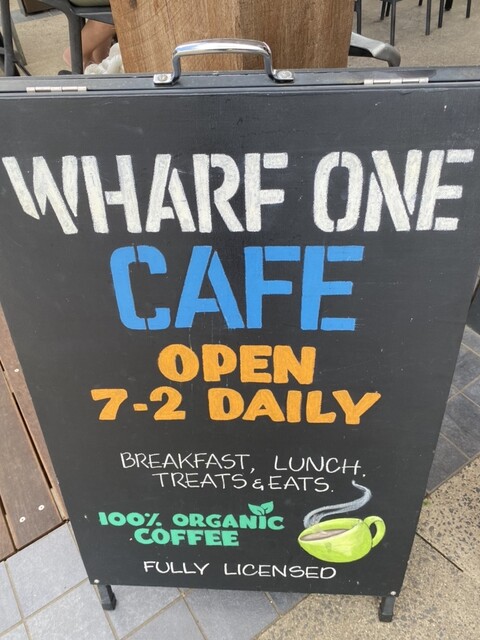 WHARF ONE
CAFE
OPEN
7-2 DAILY
BREAKFAST, LUNCH.
TREATS & EATS.
100% ORGANIC
COFFEE
FULLY LICENSED